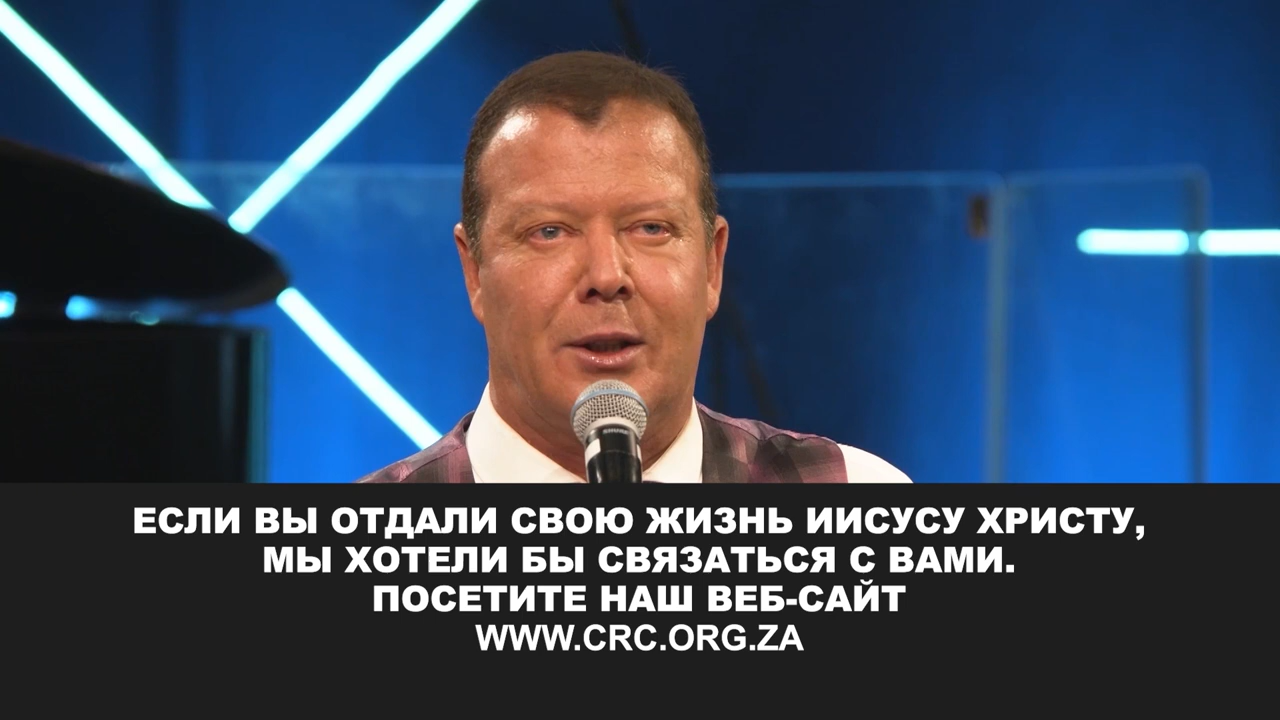 ЕСЛИ ВЫ ОТДАЛИ СВОЮ ЖИЗНЬ ИИСУСУ ХРИСТУ,
МЫ ХОТЕЛИ БЫ СВЯЗАТЬСЯ С ВАМИ.
ПОСЕТИТЕ НАШ ВЕБ-САЙТ
WWW.CRC.ORG.ZA